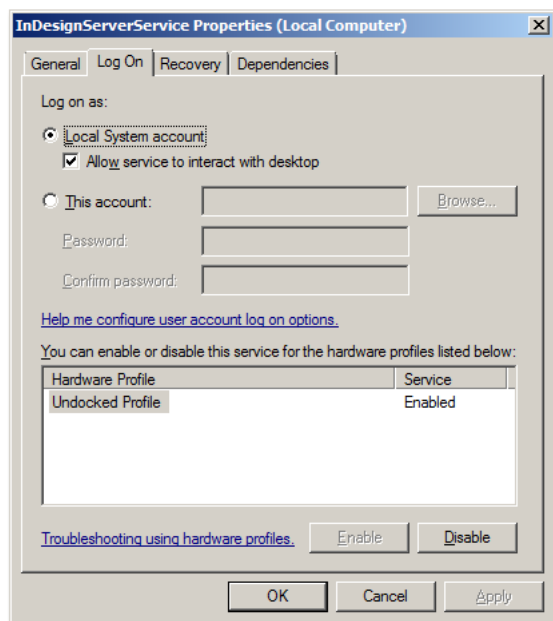 InDesignServerService Properties (Local Computer)
General Log On Recovery Dependencies
Log on as:
Local System account
Allow service to interact with desktop
This account: Browse...
Password:
Confirm password:
Help me configure user account log on options.
You can enable or disable this service for the hardware profiles listed below:
Hardware Profile Service
Undocked Profile Enabled
Troubleshooting using hardware profiles. Enable Disable
OK Cancel Apply